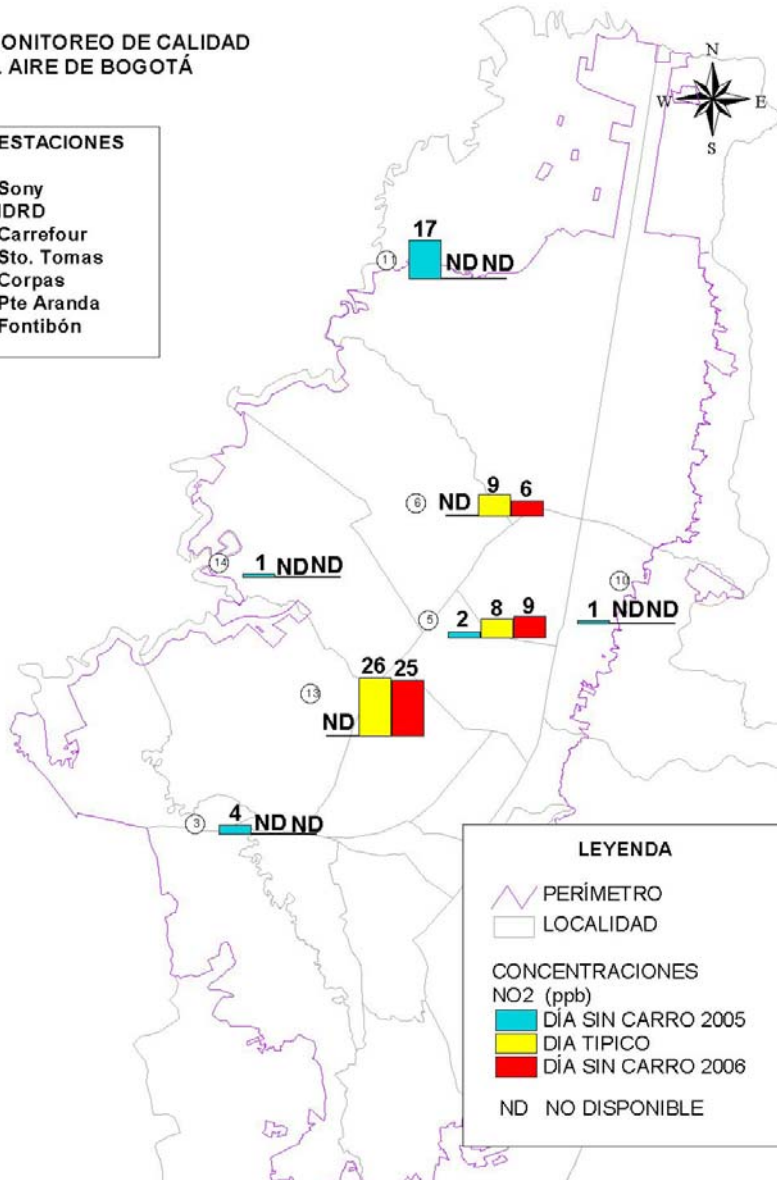 ONITOREO DE CALIDAD
AIRE DE BOGOTÁ
ESTACIONES
Sony
IDRD
Carrefour
Sto. Tomas
Corpas
Pte Aranda
Fontibón
N
W E
S
17
11 ND ND
9 6
6 ND
1
14 ND ND
10
5 2 8 9
1 ND ND
26 25
13
ND
4
3 ND ND
LEYENDA
PERÍMETRO
LOCALIDAD
CONCENTRACIONES
NO2 (ppb)
DÍA SIN CARRO 2005
DIA TIPICO
DÍA SIN CARRO 2006
ND NO DISPONIBLE